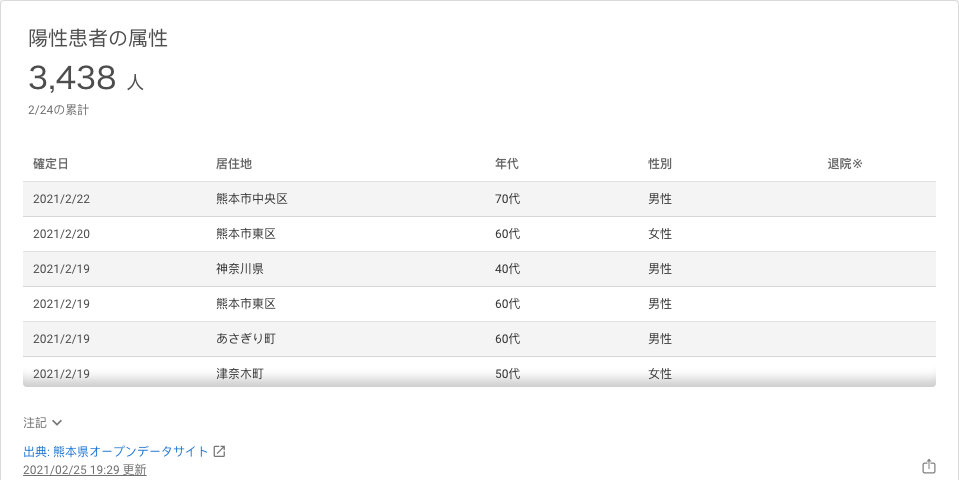 陽性患者の属性
3,438 人
2/24の累計
確定日 居住地 年代 性別 退院※
2021/2/22 熊本市中央区 70代 男性
2021/2/20 熊本市東区 60代 女性
2021/2/19 神奈川県 40代 男性
2021/2/19 熊本市東区 60代 男性
2021/2/19 あさぎり町 60代 男性
2021/2/19 津奈木町 50代 女性
注記
出典: 熊本県オープンデータサイト
2021/02/25 19:29 更新